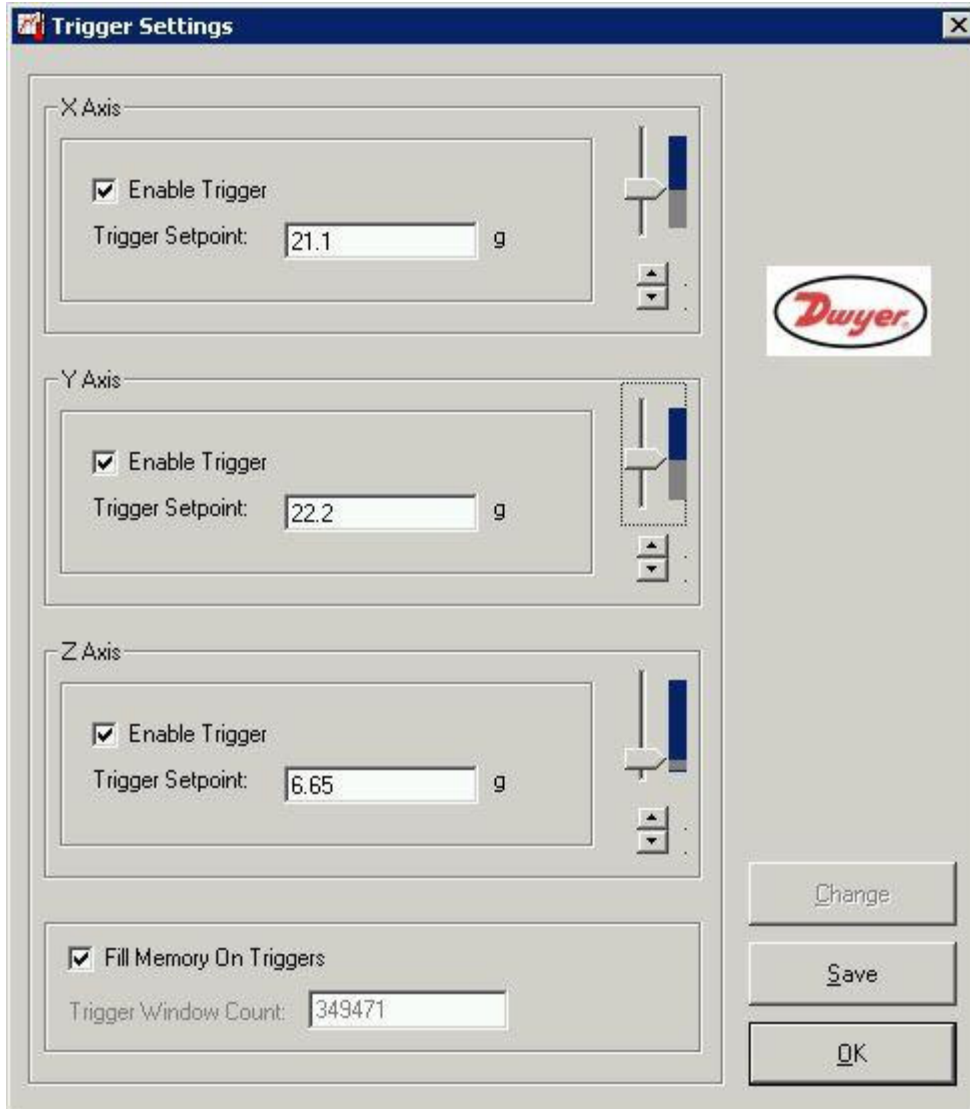 Trigger Settings
X Axis
Enable Trigger
Trigger Setpoint: 21.1 g
Dwyer
Y Axis
Enable Trigger
Trigger Setpoint: 22.2 g
Z Axis
Enable Trigger
Trigger Setpoint: 6.65 g
Fill Memory On Triggers
Trigger Window Count: 349471
Change
Save
OK